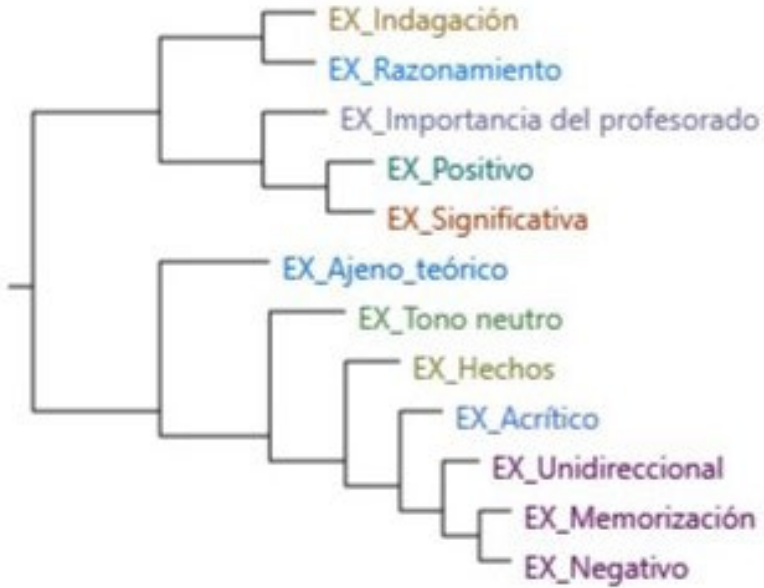 EX_Indagación
EX_Razonamiento
EX_Importancia del profesorado
EX_Positivo
EX_Significativa
EX_Ajeno_teórico
EX_Tono neutro
EX_Hechos
EX_Acrítico
EX_Unidireccional
EX_Memorización
EX_Negativo